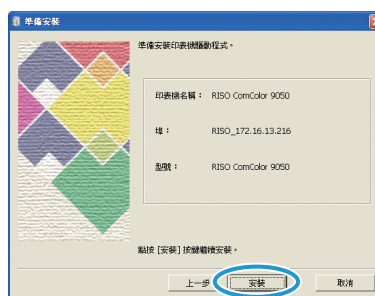 準備安裝
準備安裝印表機驅動程式。
印表機名稱： RISO ComColor 9050
埠： RISO_172.16.13.216
型號： RISO ComColor 9050
點按 [安裝] 按鍵繼續安裝。
上一步 安裝 取消